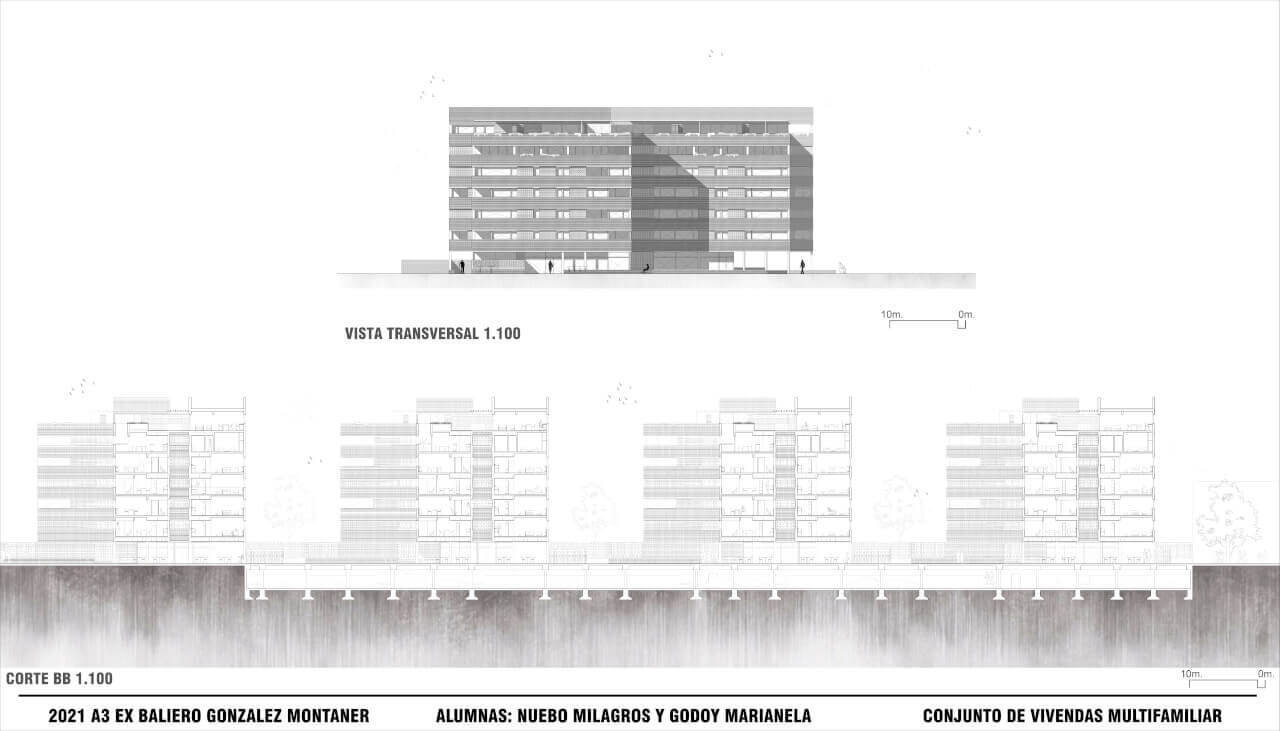 10m. 0m.
VISTA TRANSVERSAL 1.100
CORTE BB 1.100
10m. 0m.
2021 A3 EX BALIERO GONZALEZ MONTANER ALUMNAS: NUEBO MILAGROS Y GODOY MARIANELA CONJUNTO DE VIVENDAS MULTIFAMILIAR